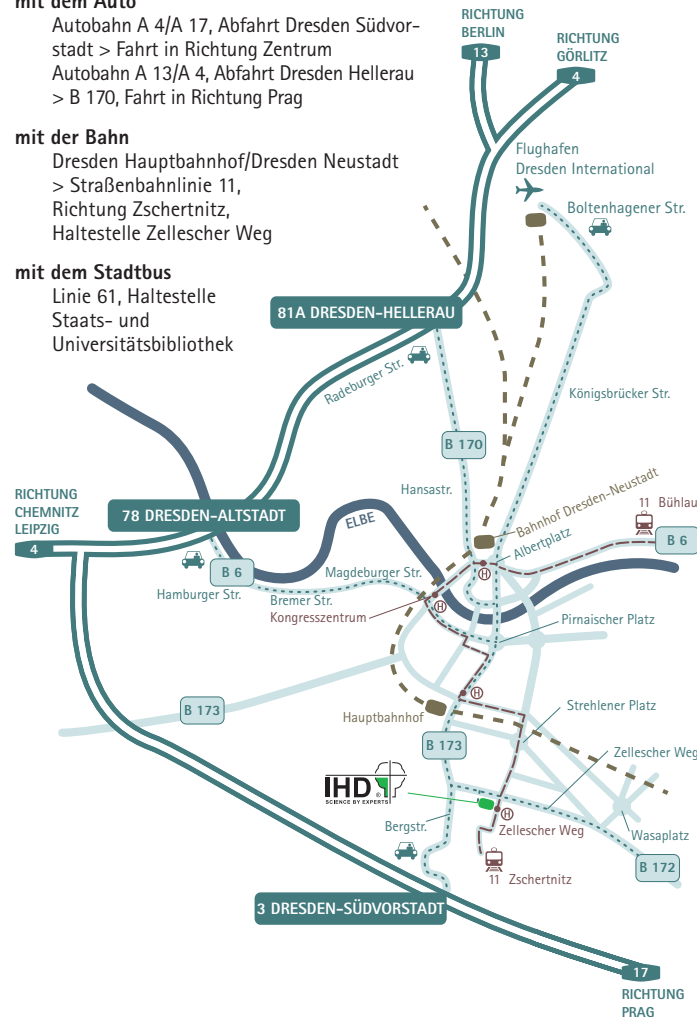 mit dem Auto
Autobahn A 4/A 17, Abfahrt Dresden Südvor-
stadt > Fahrt in Richtung Zentrum
Autobahn A 13/A 4, Abfahrt Dresden Hellerau
> B 170, Fahrt in Richtung Prag
mit der Bahn
Dresden Hauptbahnhof/Dresden Neustadt
> Straßenbahnlinie 11,
Richtung Zschertnitz,
Haltestelle Zellescher Weg
mit dem Stadtbus
Linie 61, Haltestelle
Staats- und
Universitätsbibliothek
RICHTUNG
BERLIN
13
RICHTUNG
GÖRLITZ
4
Flughafen
Dresden International
Boltenhagener Str.
81A DRESDEN-HELLERAU
Radeburger Str.
Königsbrücker Str.
B 170
Hansastr.
RICHTUNG
CHEMNITZ
LEIPZIG
4
78 DRESDEN-ALTSTADT
ELBE
Bahnhof Dresden-Neustadt
Albertplatz
11 Bühlau
B 6
B 6
Hamburger Str.
Magdeburger Str.
Bremer Str.
Kongresszentrum
H
H
Pirnaischer Platz
B 173
Hauptbahnhof
H
Strehlener Platz
B 173
Zellescher Weg
IHD
®
SCIENCE BY EXPERTS
Bergstr.
H
Zellescher Weg
Wasaplatz
B 172
11 Zschertnitz
3 DRESDEN-SÜDVORSTADT
17
RICHTUNG
PRAG